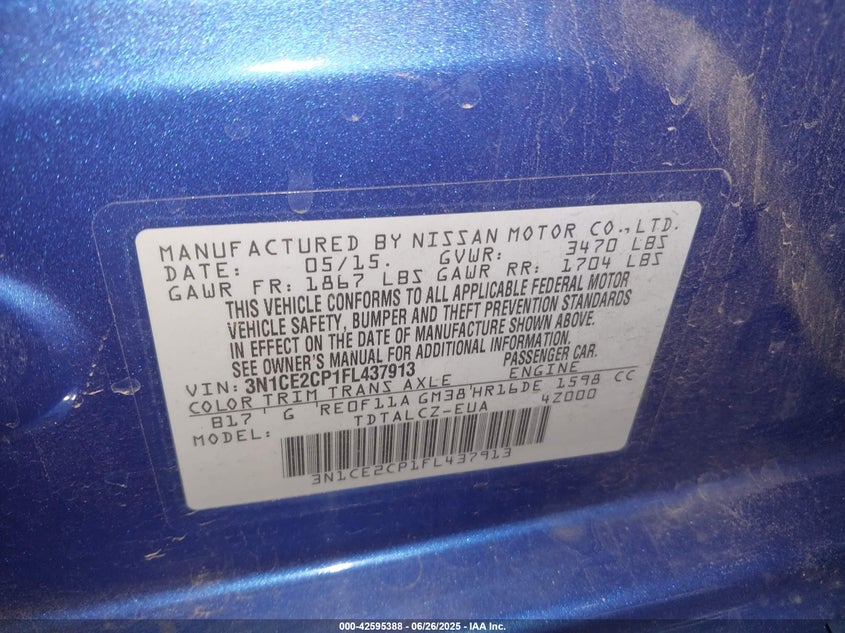 MANUFACTURED BY NISSAN MOTOR CO.,LTD.
DATE: 05/15. GVWR: 3470 LBS
GAWR FR: 1867 LBS GAWR RR: 1704 LBS
THIS VEHICLE CONFORMS TO ALL APPLICABLE FEDERAL MOTOR
VEHICLE SAFETY, BUMPER AND THEFT PREVENTION STANDARDS
IN EFFECT ON THE DATE OF MANUFACTURE SHOWN ABOVE.
SEE OWNER'S MANUAL FOR ADDITIONAL INFORMATION.
VIN: 3N1CE2CP1FL437913 PASSENGER CAR.
COLOR TRIM TRANS AXLE ENGINE
B17 G RE0F11A GM38 HR16DE 1598 CC
MODEL: TDTALCZ-EUA 4Z000
3N1CE2CP1FL437913
000-42595388 | 06/26/2025 | IAA Inc.